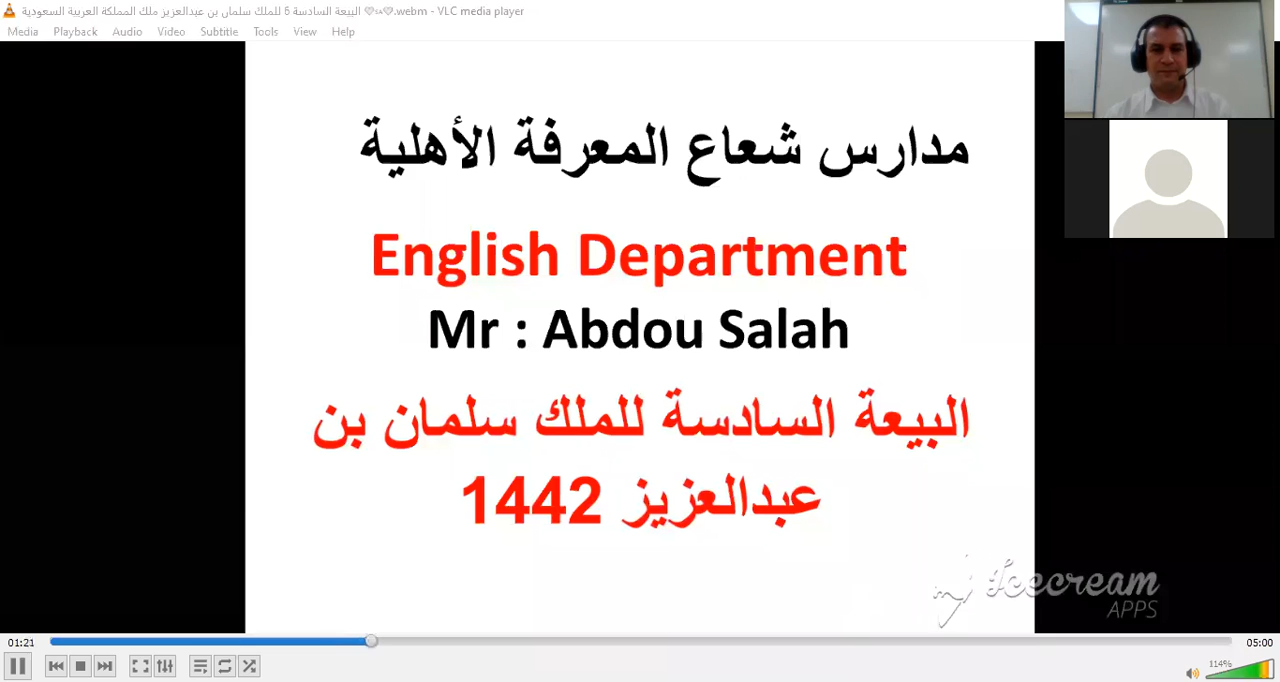 البيعة السادسة 6 للملك سلمان بن عبدالعزيز ملك المملكة العربية السعودية 💚🇸🇦💚.webm - VLC media player
Media Playback Audio Video Subtitle Tools View Help
مدارس شعاع المعرفة الأهلية
English Department
Mr : Abdou Salah
البيعة السادسة للملك سلمان بن
عبدالعزيز 1442
Icecream
APPS
01:21
05:00
114%